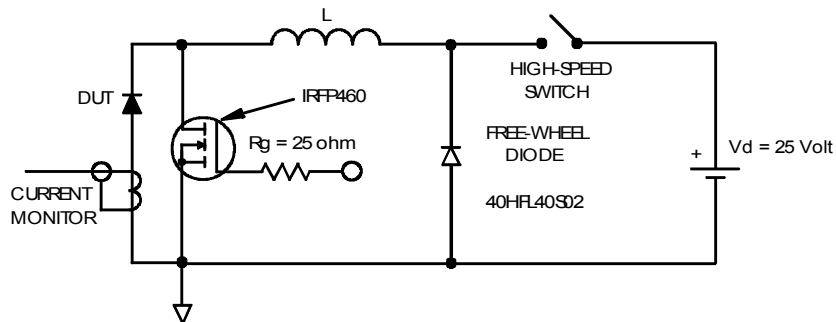 L
HIGH-SPEED
SWITCH
DUT
IRFP460
Rg = 25 ohm
FREE-WHEEL
DIODE
+
Vd = 25 Volt
CURRENT
MONITOR
40HFL40S02